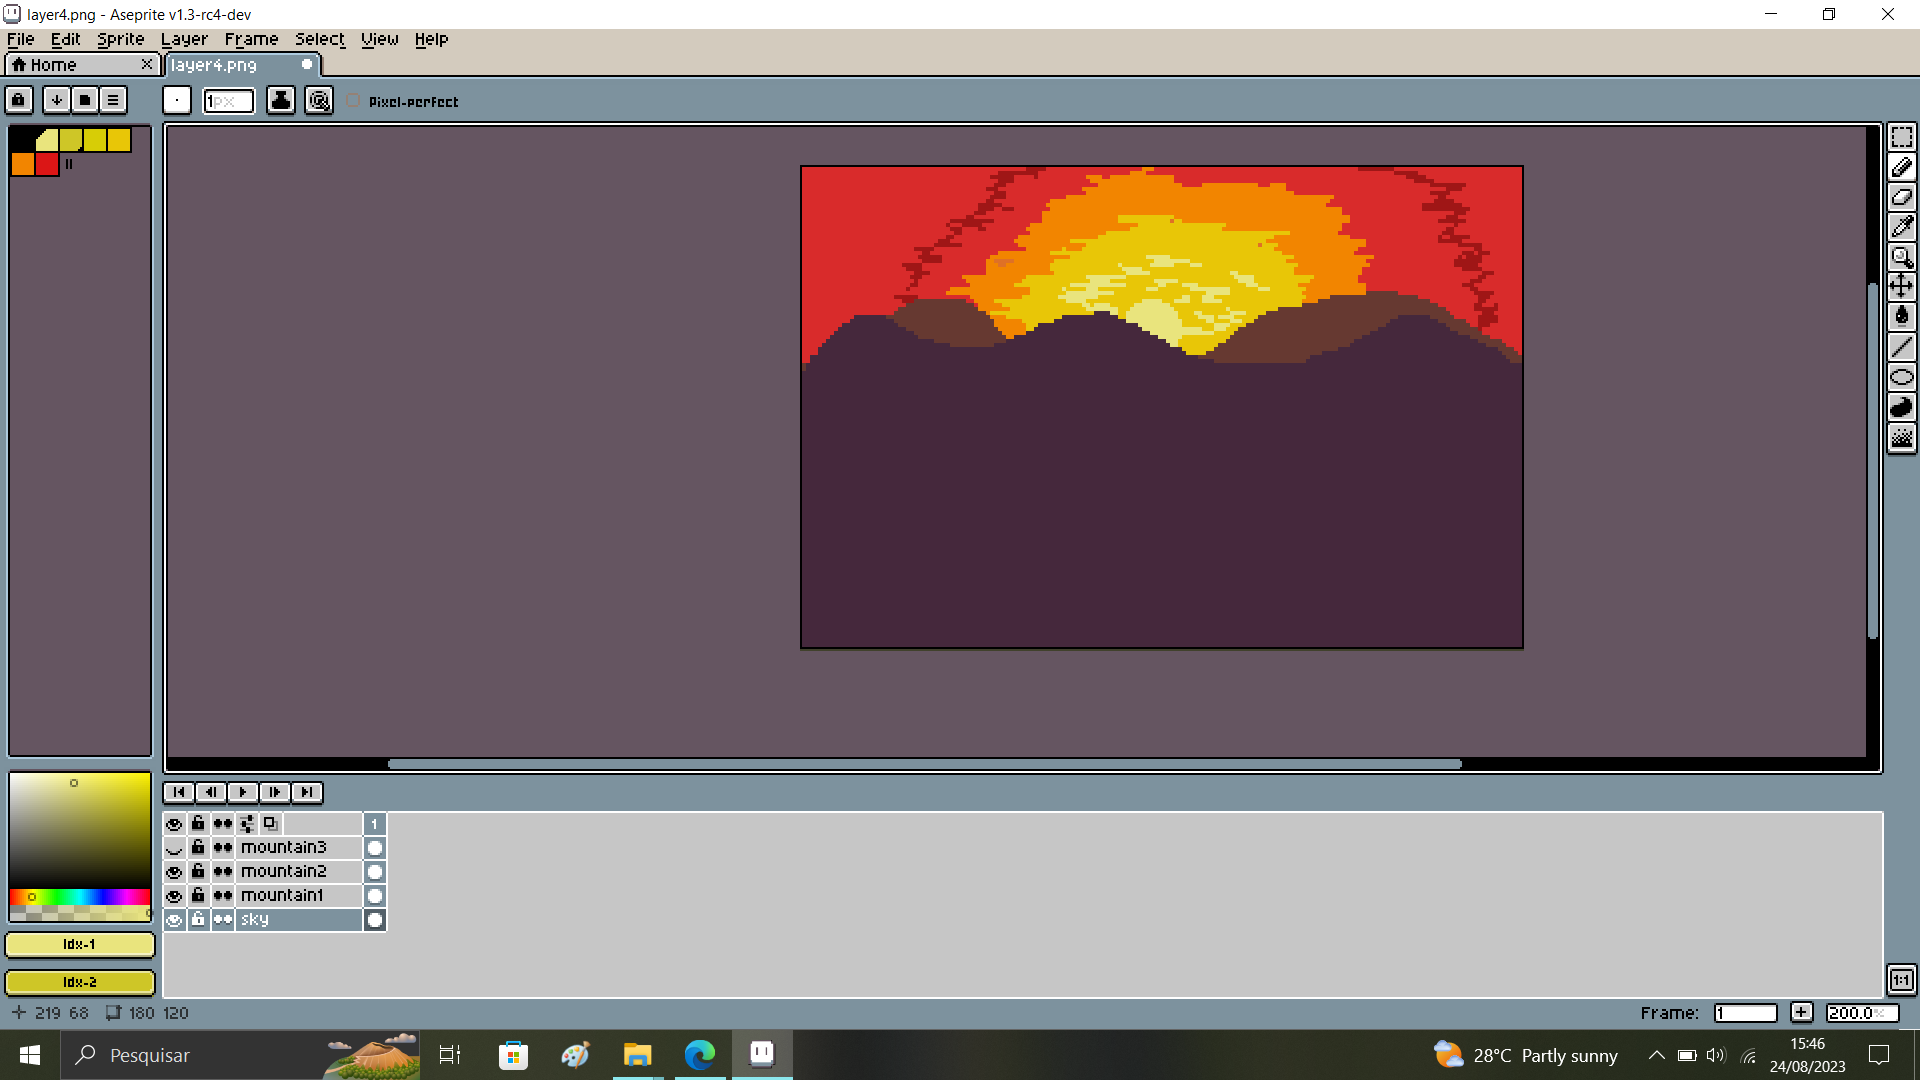 layer4.png - Aseprite v1.3-rc4-dev
File Edit Sprite Layer Frame Select View Help
Home
layer4.png
1px
Pixel-perfect
1
mountain3
mountain2
mountain1
sky
Idx-1
Idx-2
1:1
219 68 180 120
Frame: 1 200.0%
Pesquisar
28°C Partly sunny
15:46
24/08/2023